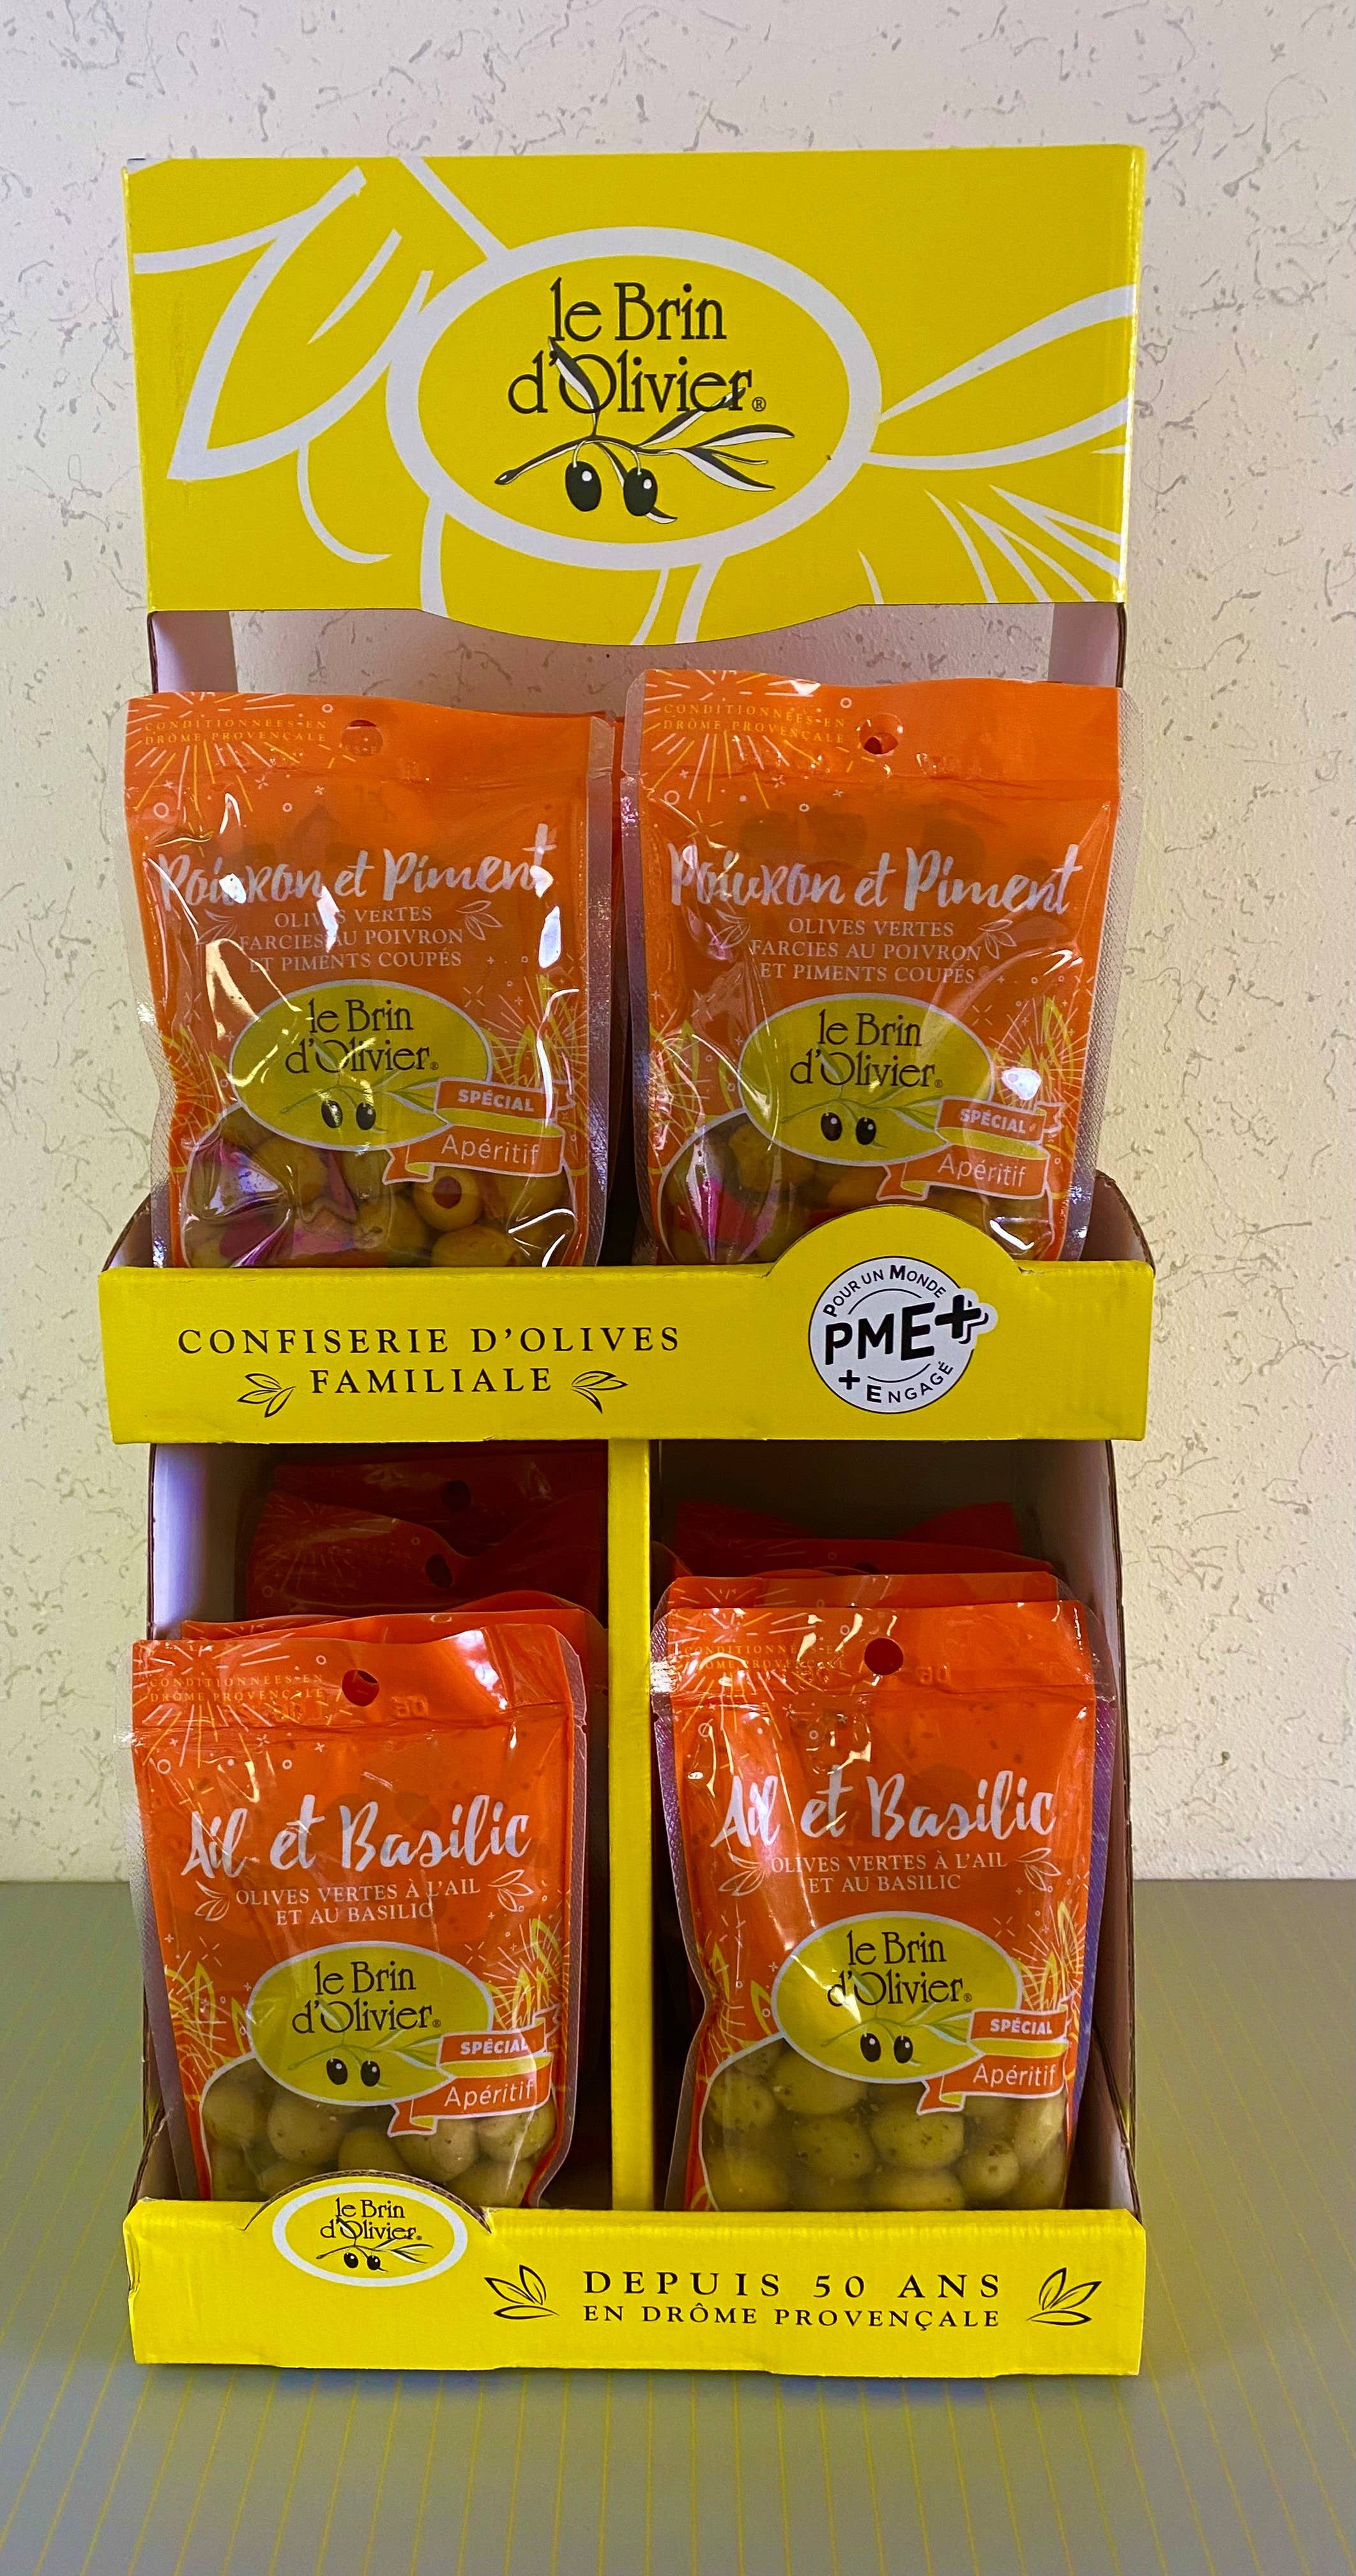 le Brin
d'Olivier®
CONDITIONNÉES EN
DRÔME PROVENÇALE
Poivron et Piment
OLIVES VERTES
FARCIES AU POIVRON
ET PIMENTS COUPÉS
le Brin
d'Olivier®
SPÉCIAL
Apéritif
CONDITIONNÉES EN
DRÔME PROVENÇALE
Poivron et Piment
OLIVES VERTES
FARCIES AU POIVRON
ET PIMENTS COUPÉS
le Brin
d'Olivier®
SPÉCIAL
Apéritif
CONFISERIE D'OLIVES
FAMILIALE
POUR UN MONDE
PME+
+ ENGAGÉ
CONDITIONNÉES EN
DRÔME PROVENÇALE
Ail et Basilic
OLIVES VERTES À L'AIL
ET AU BASILIC
le Brin
d'Olivier®
SPÉCIAL
Apéritif
CONDITIONNÉES EN
DRÔME PROVENÇALE
Ail et Basilic
OLIVES VERTES À L'AIL
ET AU BASILIC
le Brin
d'Olivier®
SPÉCIAL
Apéritif
le Brin
d'Olivier®
DEPUIS 50 ANS
EN DRÔME PROVENÇALE